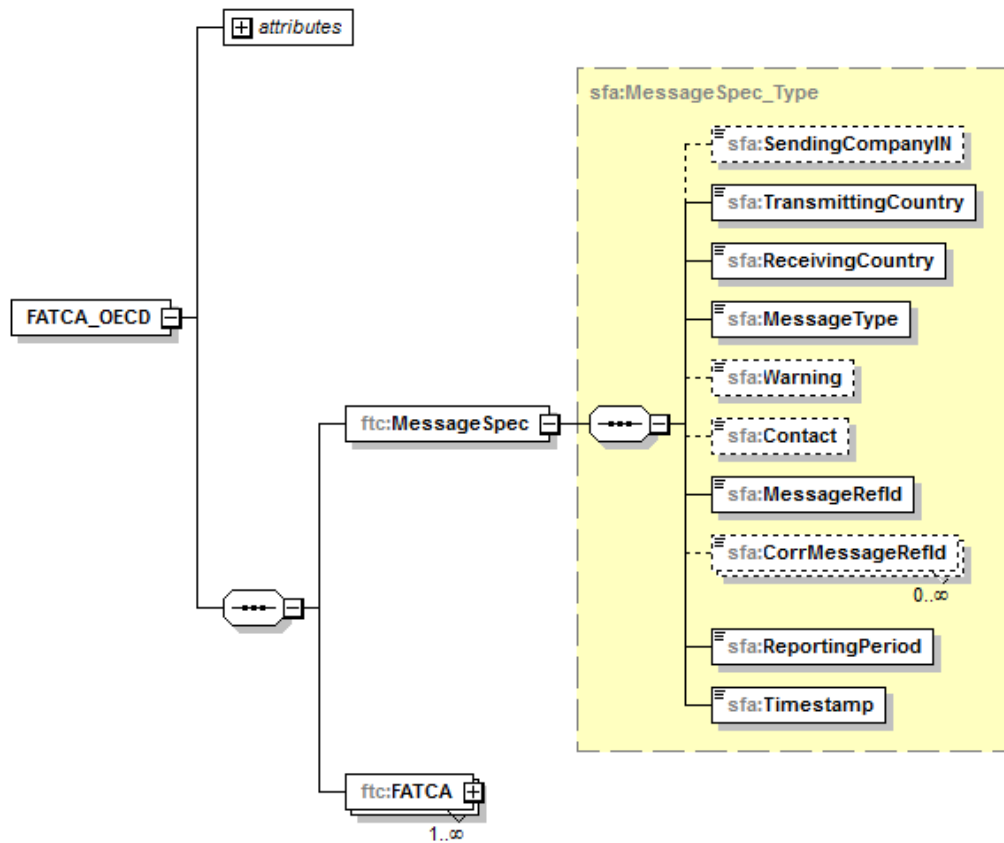 attributes
sfa:MessageSpec_Type
sfa:SendingCompanyIN
sfa:TransmittingCountry
sfa:ReceivingCountry
FATCA_OECD
sfa:MessageType
sfa:Warning
ftc:MessageSpec
sfa:Contact
sfa:MessageRefId
sfa:CorrMessageRefId
0..∞
sfa:ReportingPeriod
sfa:Timestamp
ftc:FATCA
1..∞